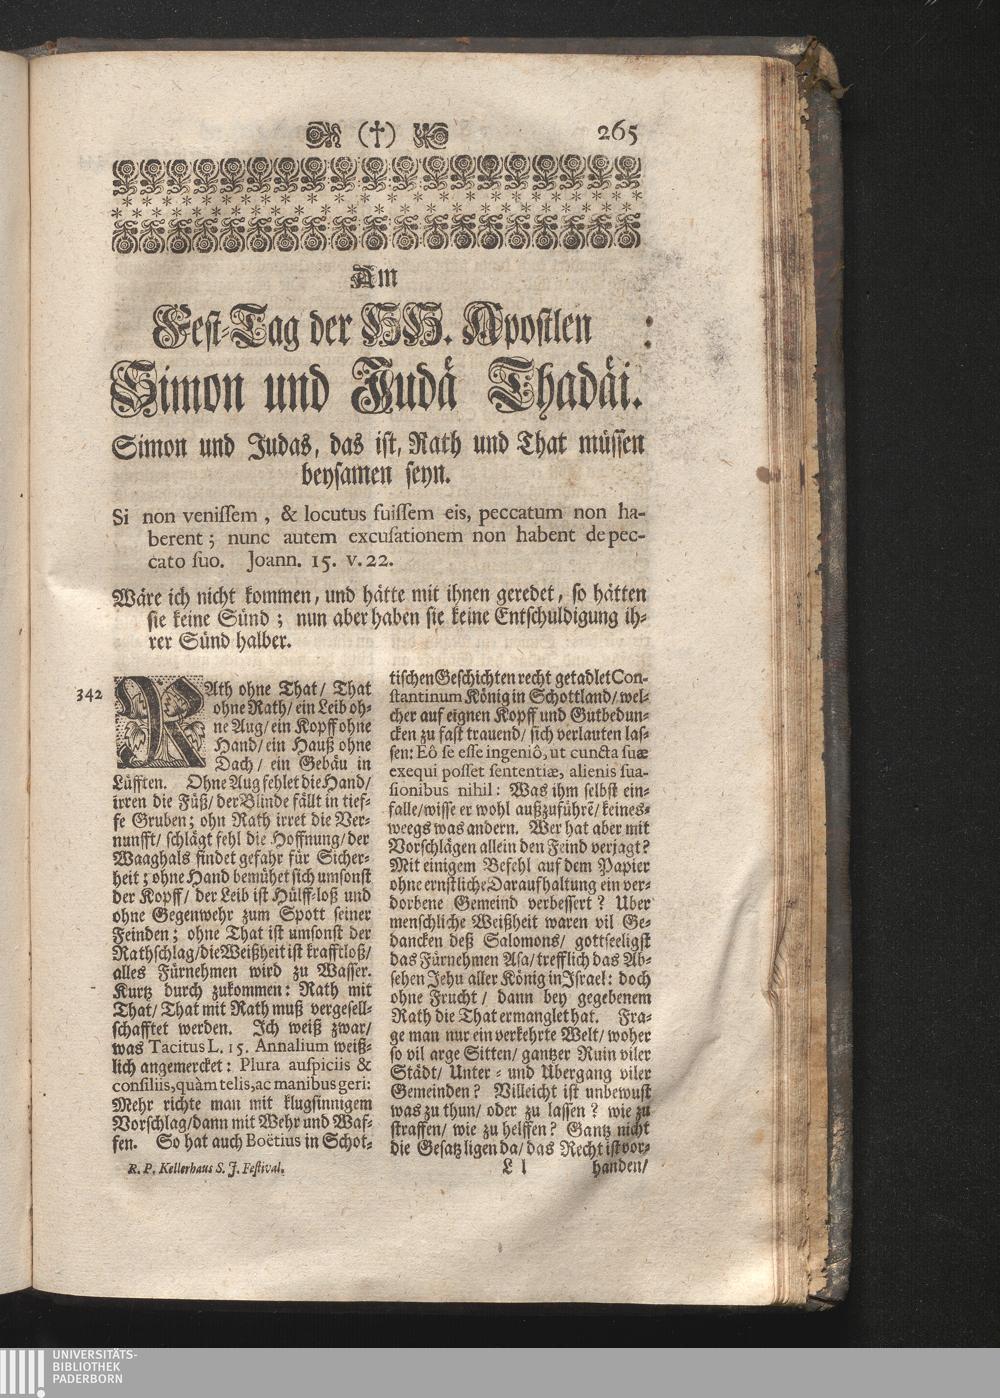 (†) 265
Am
Fest-Tag der HH. Apostlen
Simon und Judä Thadäi.
Simon und Judas, das ist, Rath und That müssen
beysamen seyn.
Si non venissem, & locutus fuissem eis, peccatum non ha-
berent; nunc autem excusationem non habent de pec-
cato suo. Joann. 15. v. 22.
Wäre ich nicht kommen, und hätte mit ihnen geredet, so hätten
sie keine Sünd; nun aber haben sie keine Entschuldigung ih-
rer Sünd halber.
342
RAth ohne That/ That
ohne Rath/ ein Leib oh-
ne Aug/ ein Kopff ohne
Hand/ ein Hauß ohne
Dach/ ein Gebäu in
Lüfften. Ohne Aug fehlet die Hand/
irren die Füß/ der Blinde fällt in tief-
fe Gruben; ohn Rath irret die Ver-
nunfft/ schlägt fehl die Hoffnung/ der
Waaghals findet gefahr für Sicher-
heit; ohne Hand bemühet sich umsonst
der Kopff/ der Leib ist Hülff-loß und
ohne Gegenwehr zum Spott seiner
Feinden; ohne That ist umsonst der
Rathschlag/ die Weißheit ist krafftloß/
alles Fürnehmen wird zu Wasser.
Kurtz durch zukommen: Rath mit
That/ That mit Rath muß vergesell-
schafftet werden. Ich weiß zwar/
was Tacitus L. 15. Annalium weiß-
lich angemercket: Plura auspiciis &
consiliis, quàm telis, ac manibus geri:
Mehr richte man mit klugsinnigem
Vorschlag/ dann mit Wehr und Waf-
fen. So hat auch Boëtius in Schot-
tischen Geschichten recht getadlet Con-
stantinum König in Schottland/ wel-
cher auf eignen Kopff und Gutbedun-
cken zu fast trauend/ sich verlauten las-
sen: Eô se esse ingeniô, ut cuncta suæ
exequi posset sententiæ, alienis sua-
sionibus nihil: Was ihm selbst ein-
falle/ wisse er wohl außzuführē/ keines-
weegs was andern. Wer hat aber mit
Vorschlägen allein den Feind verjagt?
Mit einigem Befehl auf dem Papier
ohne ernstliche Daraufhaltung ein ver-
dorbene Gemeind verbessert? Uber
menschliche Weißheit waren vil Ge-
dancken deß Salomons/ gottseeligst
das Fürnehmen Asa/ trefflich das Ab-
sehen Jehu aller König in Israel: doch
ohne Frucht/ dann bey gegebenem
Rath die That ermanglet hat. Fra-
ge man nur ein verkehrte Welt/ woher
so vil arge Sitten/ gantzer Ruin viler
Städt/ Unter- und Ubergang viler
Gemeinden? Villeicht ist unbewust
was zu thun/ oder zu lassen? wie zu
straffen/ wie zu helffen? Gantz nicht
die Gesatz ligen da/ das Recht ist vor-
R. P. Kellerhaus S. J. Festival. L l handen/
UNIVERSITÄTS-
BIBLIOTHEK
PADERBORN